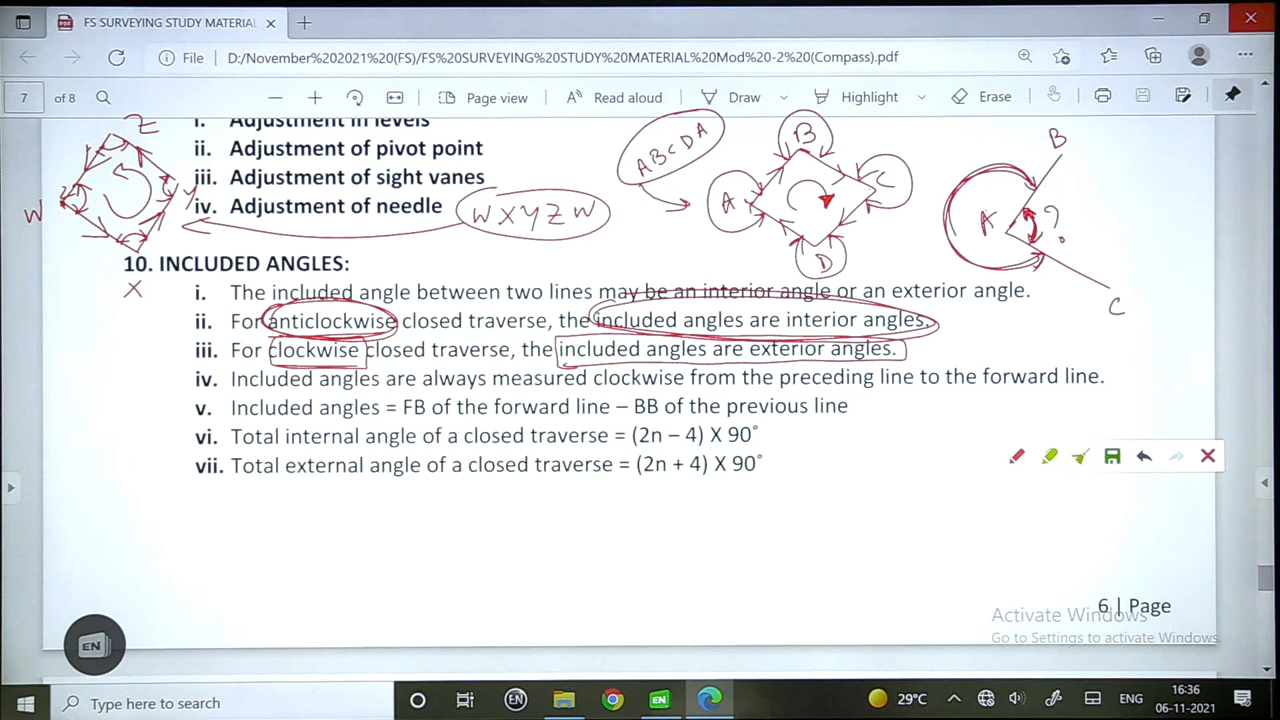 FS SURVEYING STUDY MATERIAL
File D:/November%202021%20(FS)/FS%20SURVEYING%20STUDY%20MATERIAL%20Mod%20-2%20(Compass).pdf
7 of 8 Page view Read aloud Draw Highlight Erase
i. Adjustment in levels
ii. Adjustment of pivot point
iii. Adjustment of sight vanes
iv. Adjustment of needle
Z
W
Y
X
W X Y Z W
A B C D A
A
B
C
D
B
A ?
C
10. INCLUDED ANGLES:
i. The included angle between two lines may be an interior angle or an exterior angle.
ii. For anticlockwise closed traverse, the included angles are interior angles.
iii. For clockwise closed traverse, the included angles are exterior angles.
iv. Included angles are always measured clockwise from the preceding line to the forward line.
v. Included angles = FB of the forward line – BB of the previous line
vi. Total internal angle of a closed traverse = (2n – 4) X 90˚
vii. Total external angle of a closed traverse = (2n + 4) X 90˚
6 | Page
Activate Windows
Go to Settings to activate Windows.
EN
Type here to search
EN
EN
29°C
ENG
16:36
06-11-2021